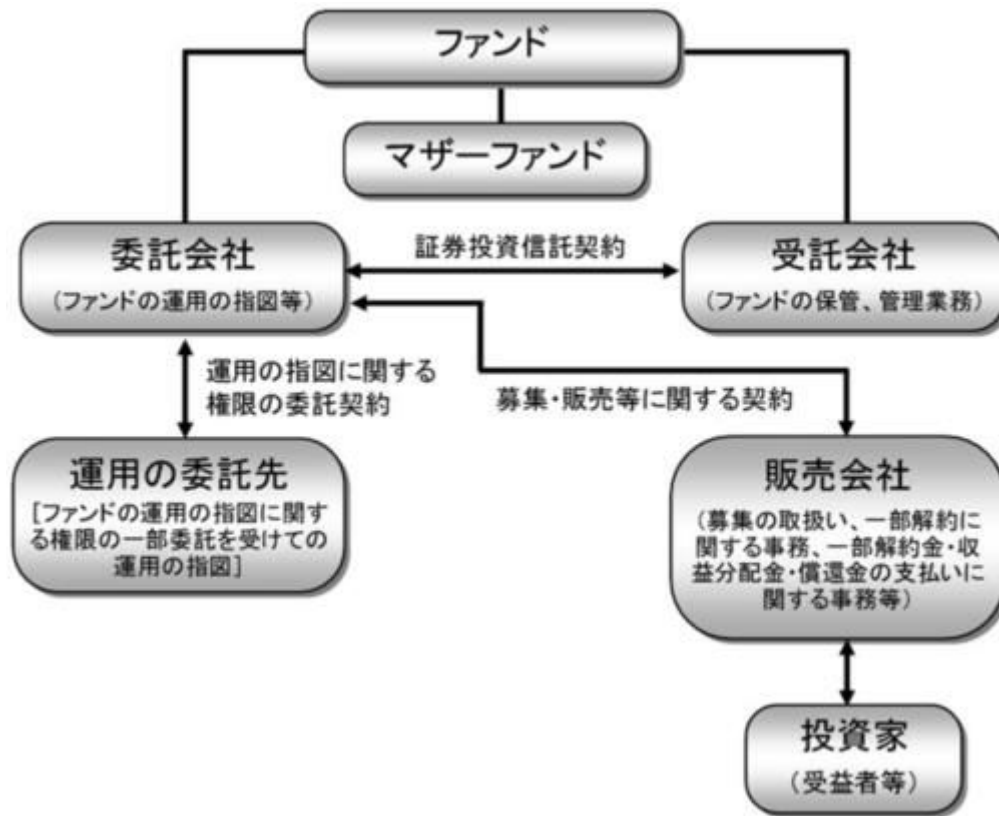 ファンド
マザーファンド
委託会社
（ファンドの運用の指図等）
証券投資信託契約
受託会社
（ファンドの保管、管理業務）
運用の指図に関する
権限の委託契約
募集・販売等に関する契約
運用の委託先
［ファンドの運用の指図に関す
る権限の一部委託を受けての
運用の指図］
販売会社
（募集の取扱い、一部解約に
関する事務、一部解約金・収
益分配金・償還金の支払いに
関する事務等）
投資家
（受益者等）